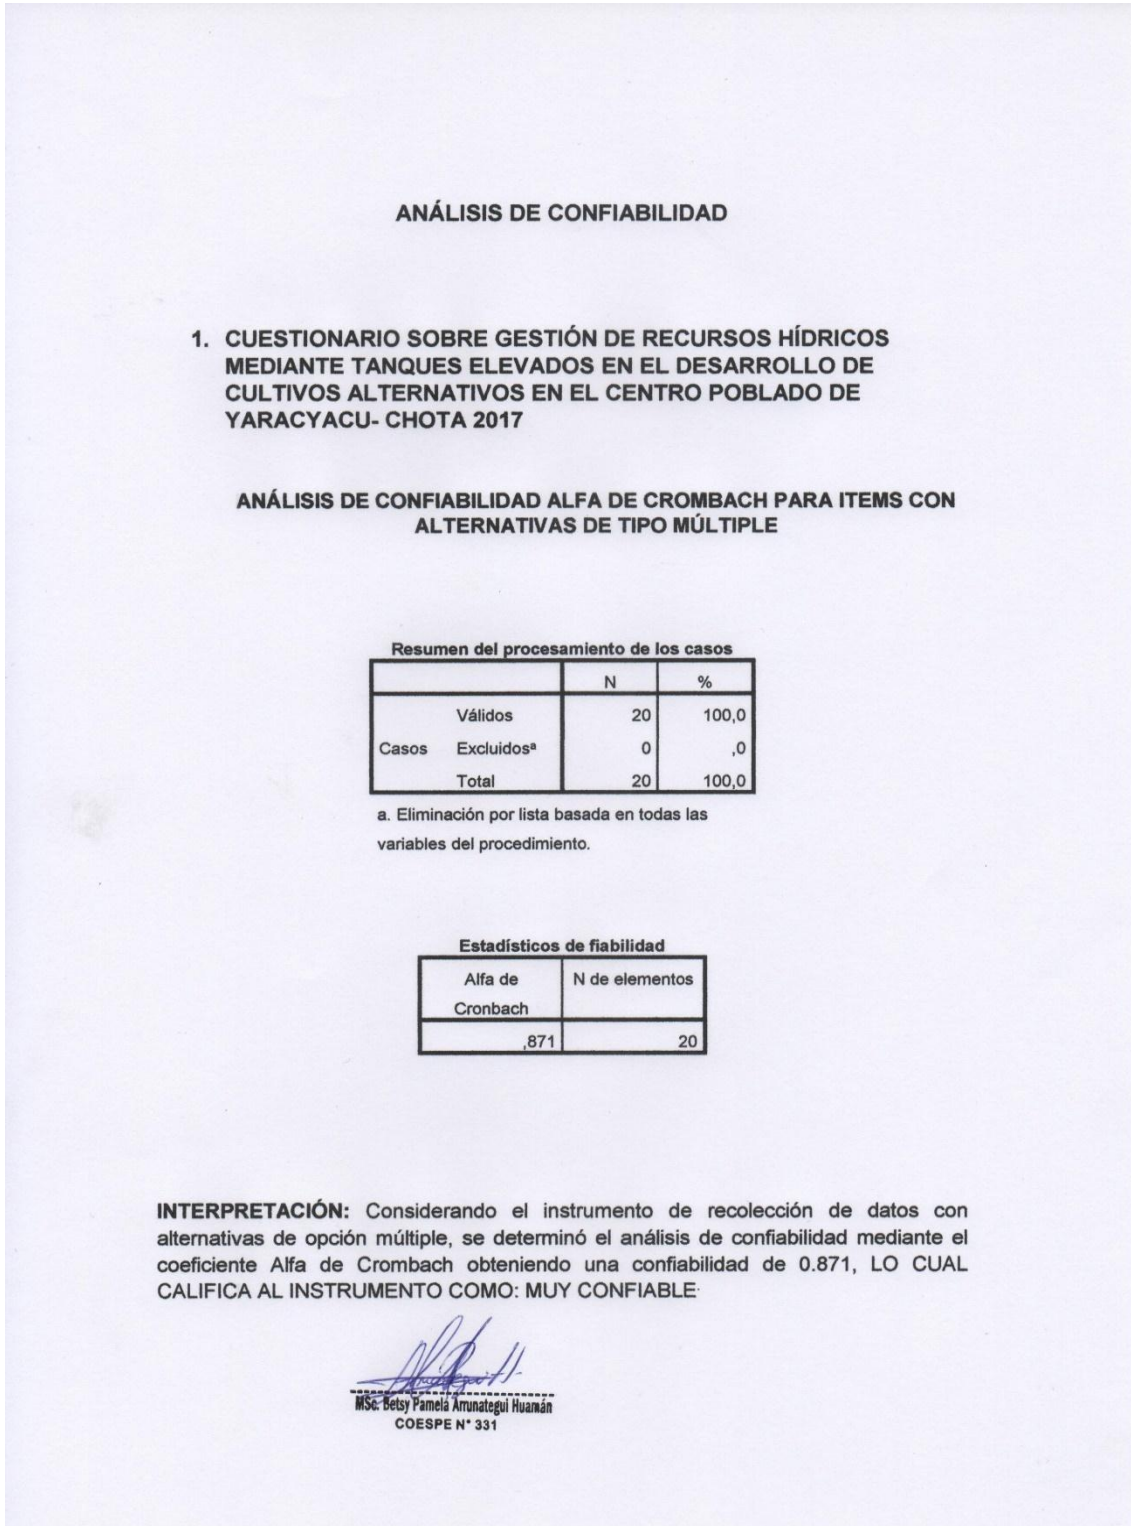 ANÁLISIS DE CONFIABILIDAD
1. CUESTIONARIO SOBRE GESTIÓN DE RECURSOS HÍDRICOS
MEDIANTE TANQUES ELEVADOS EN EL DESARROLLO DE
CULTIVOS ALTERNATIVOS EN EL CENTRO POBLADO DE
YARACYACU- CHOTA 2017
ANÁLISIS DE CONFIABILIDAD ALFA DE CROMBACH PARA ITEMS CON
ALTERNATIVAS DE TIPO MÚLTIPLE
Resumen del procesamiento de los casos
N %
Válidos 20 100,0
Casos Excluidosª 0 ,0
Total 20 100,0
a. Eliminación por lista basada en todas las
variables del procedimiento.
Estadísticos de fiabilidad
Alfa de N de elementos
Cronbach
,871 20
INTERPRETACIÓN: Considerando el instrumento de recolección de datos con
alternativas de opción múltiple, se determinó el análisis de confiabilidad mediante el
coeficiente Alfa de Crombach obteniendo una confiabilidad de 0.871, LO CUAL
CALIFICA AL INSTRUMENTO COMO: MUY CONFIABLE
MSc. Betsy Pamela Arrunategui Huamán
COESPE N° 331